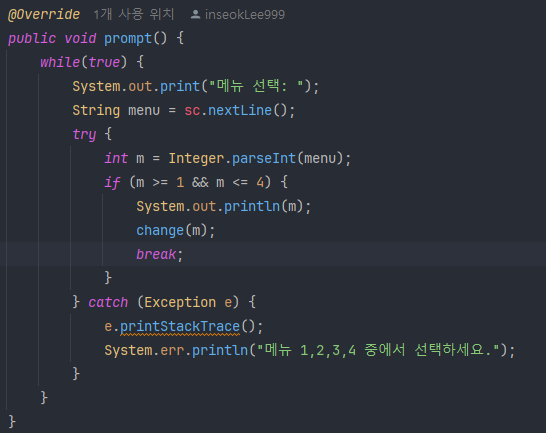 @Override 1개 사용 위치 inseokLee999
public void prompt() {
    while(true) {
        System.out.print("메뉴 선택: ");
        String menu = sc.nextLine();
        try {
            int m = Integer.parseInt(menu);
            if (m >= 1 && m <= 4) {
                System.out.println(m);
                change(m);
                break;
            }
        } catch (Exception e) {
            e.printStackTrace();
            System.err.println("메뉴 1,2,3,4 중에서 선택하세요.");
        }
    }
}